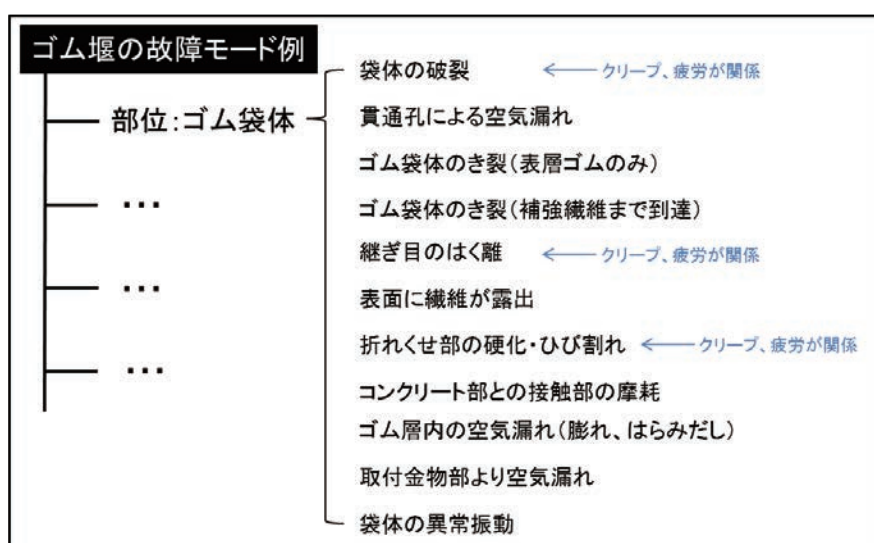 ゴム堰の故障モード例
部位:ゴム袋体
…
…
…
袋体の破裂 ← クリープ、疲労が関係
貫通孔による空気漏れ
ゴム袋体のき裂(表層ゴムのみ)
ゴム袋体のき裂(補強繊維まで到達)
継ぎ目のはく離 ← クリープ、疲労が関係
表面に繊維が露出
折れくせ部の硬化・ひび割れ ← クリープ、疲労が関係
コンクリート部との接触部の摩耗
ゴム層内の空気漏れ(膨れ、はらみだし)
取付金物部より空気漏れ
袋体の異常振動